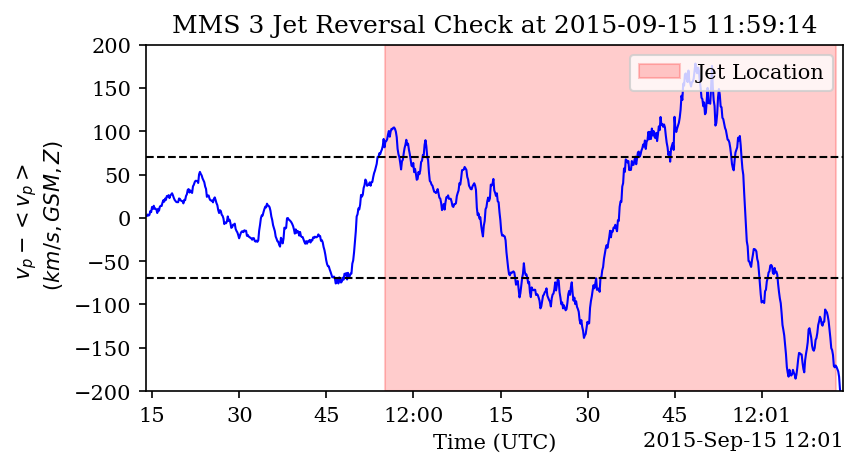 MMS 3 Jet Reversal Check at 2015-09-15 11:59:14
200
150
100
50
0
−50
−100
−150
−200
v_p − < v_p >
(km/s, GSM, Z)
Jet Location
15
30
45
12:00
15
30
45
12:01
Time (UTC)
2015-Sep-15 12:01